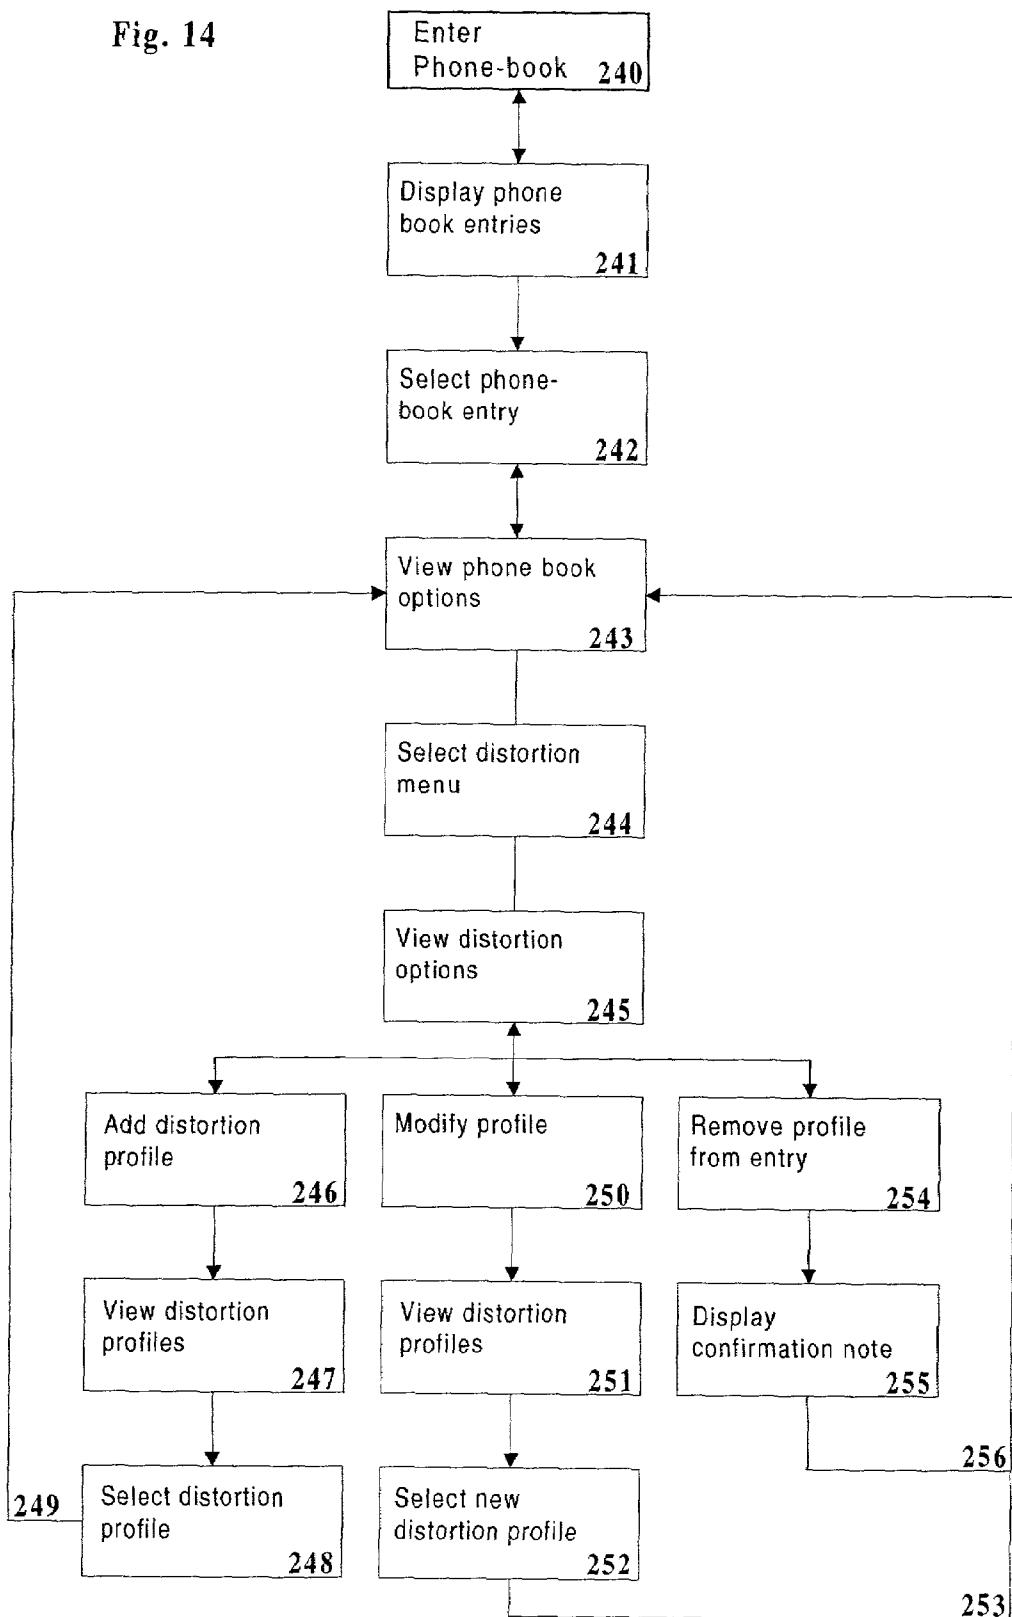 Fig. 14
Enter
Phone-book 240
Display phone
book entries
241
Select phone-
book entry
242
View phone book
options
243
Select distortion
menu
244
View distortion
options
245
Add distortion
profile
246
Modify profile
250
Remove profile
from entry
254
View distortion
profiles
247
View distortion
profiles
251
Display
confirmation note
255
256
249
Select distortion
profile
248
Select new
distortion profile
252
253